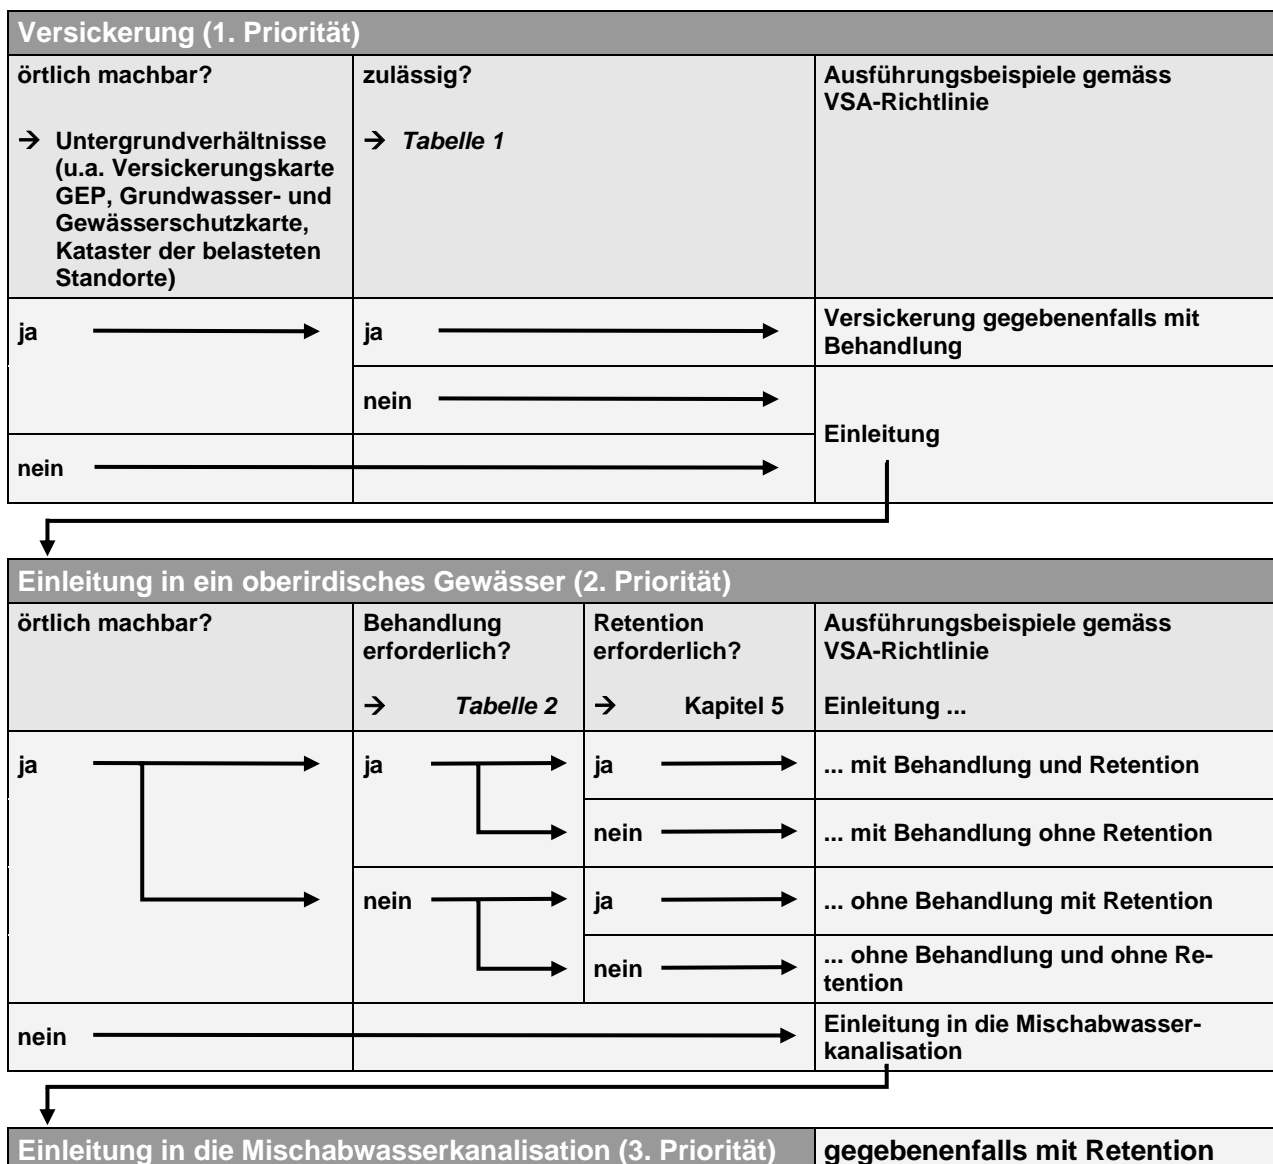 Versickerung (1. Priorität)
örtlich machbar?
→ Untergrundverhältnisse
(u.a. Versickerungskarte
GEP, Grundwasser- und
Gewässerschutzkarte,
Kataster der belasteten
Standorte)
zulässig?
→ Tabelle 1
Ausführungsbeispiele gemäss
VSA-Richtlinie
ja
ja
Versickerung gegebenenfalls mit
Behandlung
nein
Einleitung
nein
Einleitung in ein oberirdisches Gewässer (2. Priorität)
örtlich machbar?
Behandlung
erforderlich?
→ Tabelle 2
Retention
erforderlich?
→ Kapitel 5
Ausführungsbeispiele gemäss
VSA-Richtlinie
Einleitung ...
ja
ja
ja
... mit Behandlung und Retention
nein
... mit Behandlung ohne Retention
nein
ja
... ohne Behandlung mit Retention
nein
... ohne Behandlung und ohne Re-
tention
nein
Einleitung in die Mischabwasser-
kanalisation
Einleitung in die Mischabwasserkanalisation (3. Priorität)
gegebenenfalls mit Retention